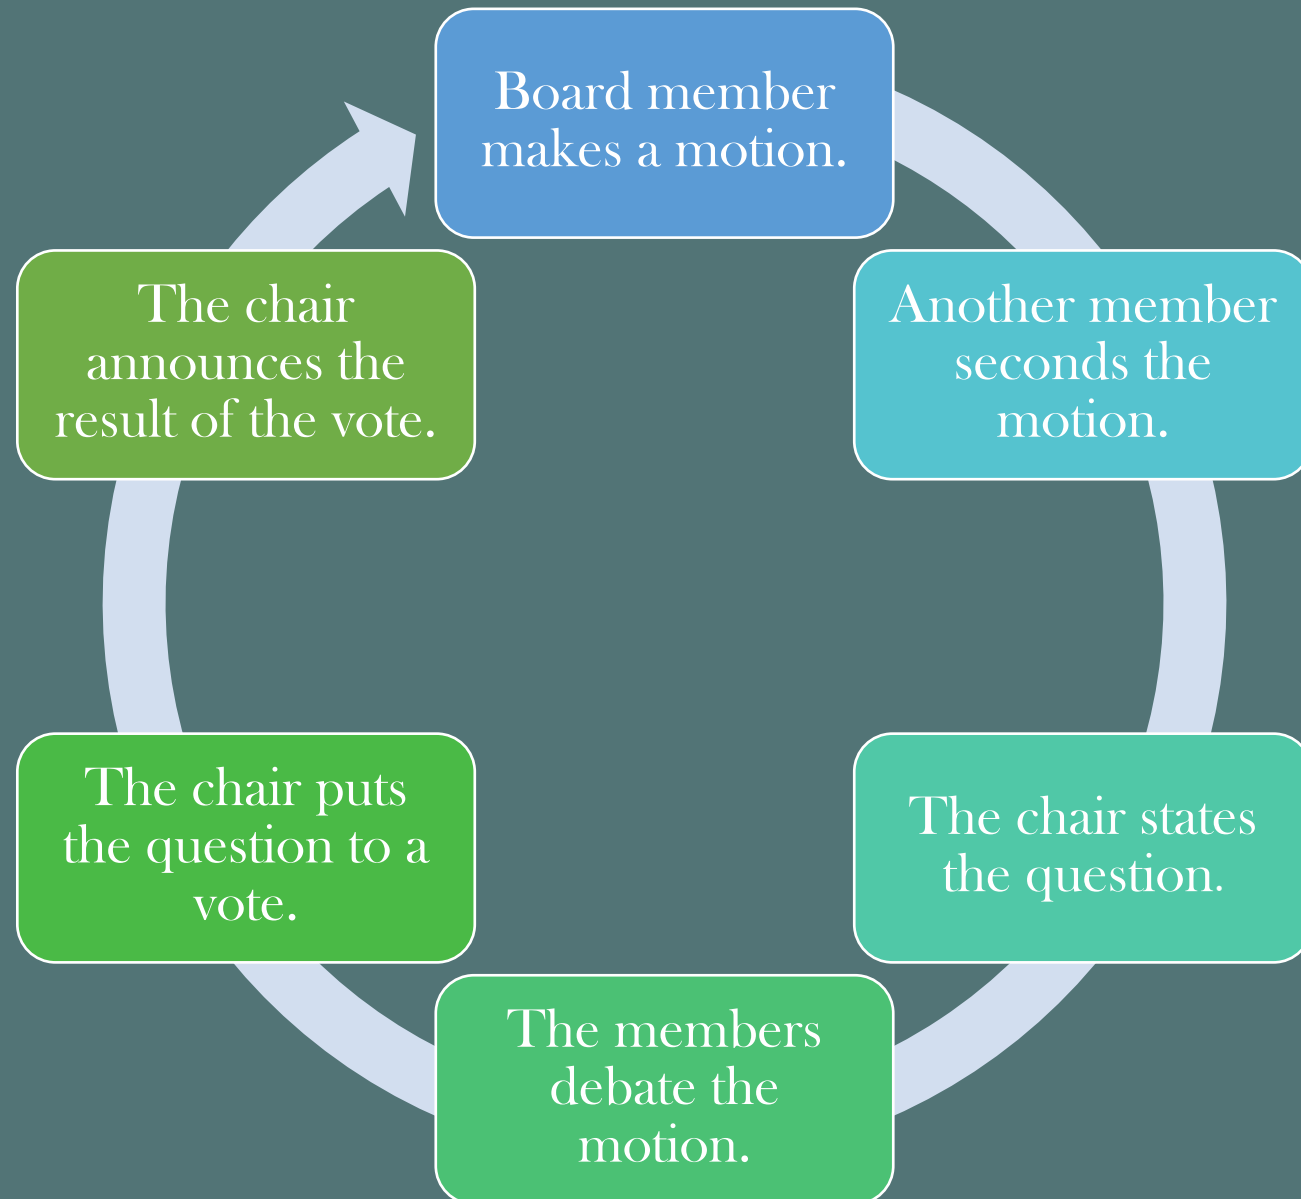 Board member
makes a motion.
Another member
seconds the
motion.
The chair states
the question.
The members
debate the
motion.
The chair puts
the question to a
vote.
The chair
announces the
result of the vote.